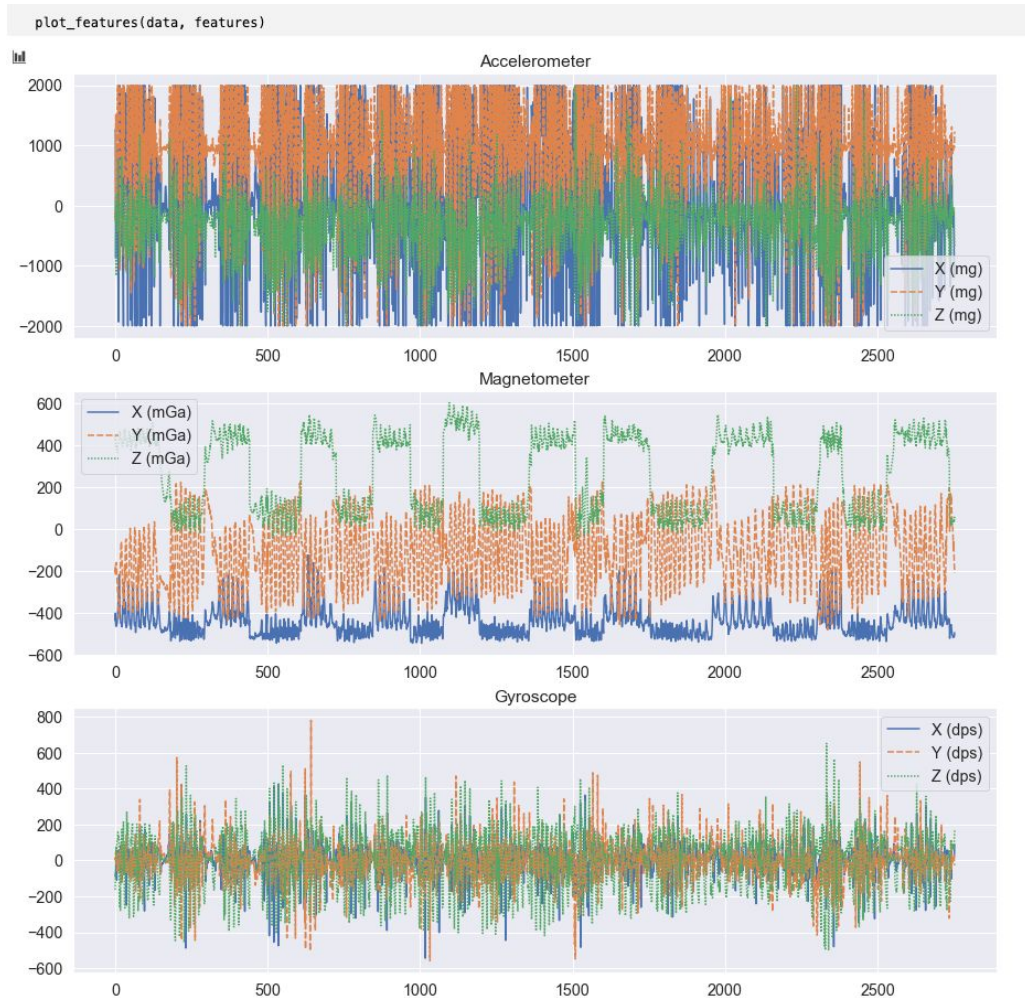 plot_features(data, features)
Accelerometer
2000
1000
0
−1000
−2000
X (mg)
Y (mg)
Z (mg)
0 500 1000 1500 2000 2500
Magnetometer
600
400
200
0
−200
−400
−600
X (mGa)
Y (mGa)
Z (mGa)
0 500 1000 1500 2000 2500
Gyroscope
800
600
400
200
0
−200
−400
−600
X (dps)
Y (dps)
Z (dps)
0 500 1000 1500 2000 2500